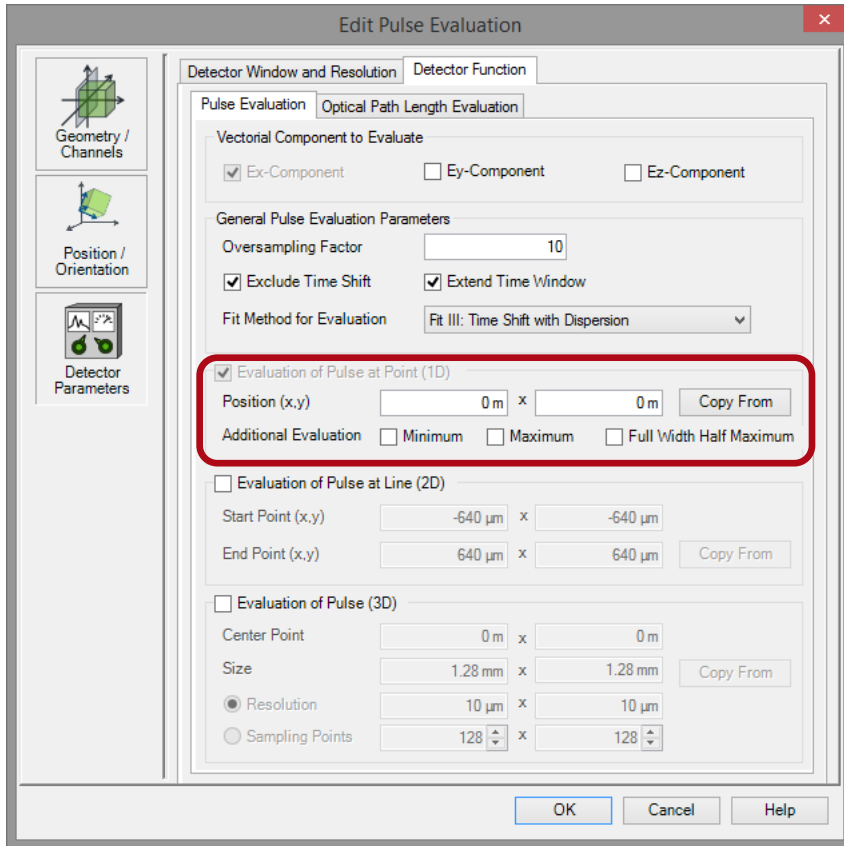 Edit Pulse Evaluation
Geometry /
Channels
Position /
Orientation
Detector
Parameters
Detector Window and Resolution
Detector Function
Pulse Evaluation
Optical Path Length Evaluation
Vectorial Component to Evaluate
Ex-Component
Ey-Component
Ez-Component
General Pulse Evaluation Parameters
Oversampling Factor
10
Exclude Time Shift
Extend Time Window
Fit Method for Evaluation
Fit III: Time Shift with Dispersion
Evaluation of Pulse at Point (1D)
Position (x,y)
0 m x 0 m
Copy From
Additional Evaluation
Minimum
Maximum
Full Width Half Maximum
Evaluation of Pulse at Line (2D)
Start Point (x,y)
-640 µm x -640 µm
End Point (x,y)
640 µm x 640 µm
Copy From
Evaluation of Pulse (3D)
Center Point
0 m x 0 m
Size
1.28 mm x 1.28 mm
Copy From
Resolution
10 µm x 10 µm
Sampling Points
128 x 128
OK
Cancel
Help